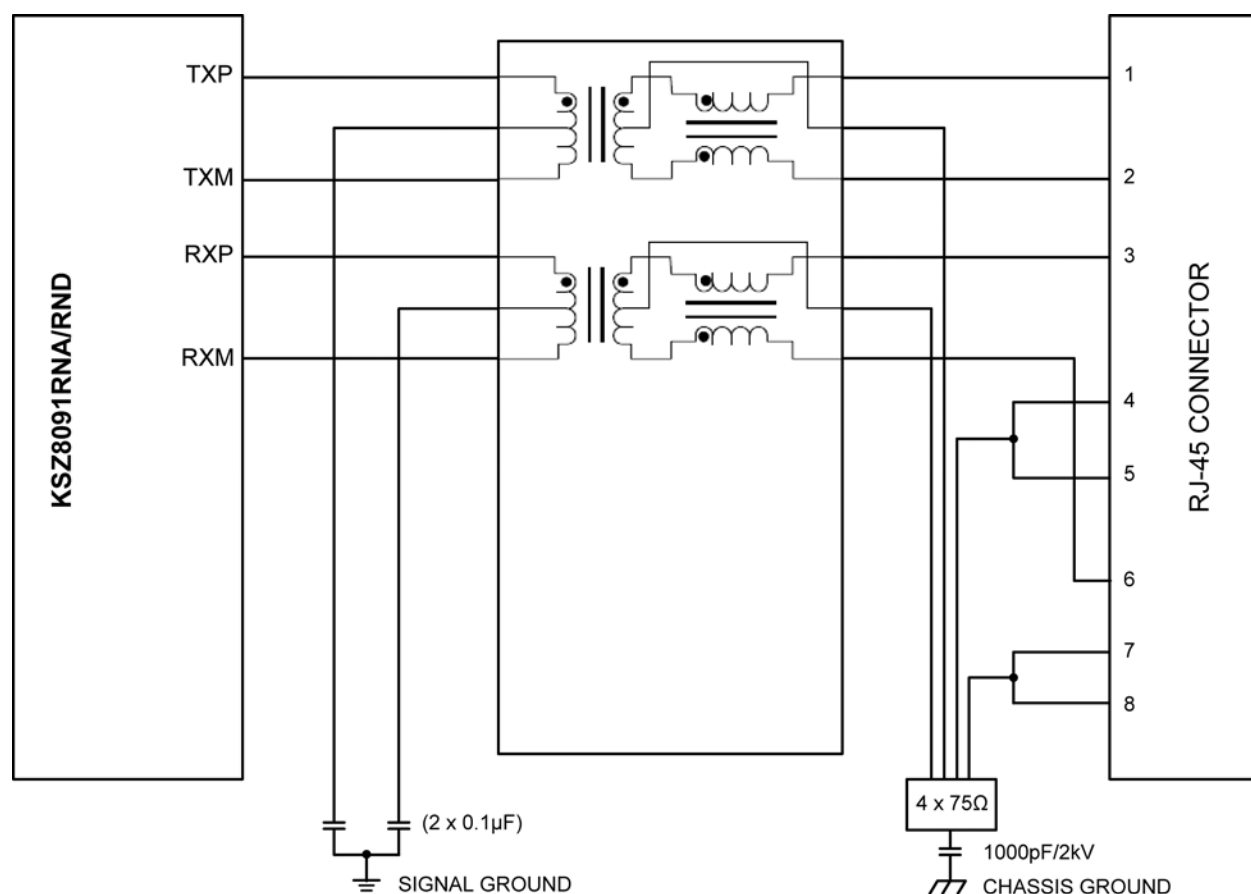 KSZ8091RNA/RND
TXP
TXM
RXP
RXM
1
2
3
4
5
6
7
8
RJ-45 CONNECTOR
(2 x 0.1µF)
SIGNAL GROUND
4 x 75Ω
1000pF/2kV
CHASSIS GROUND